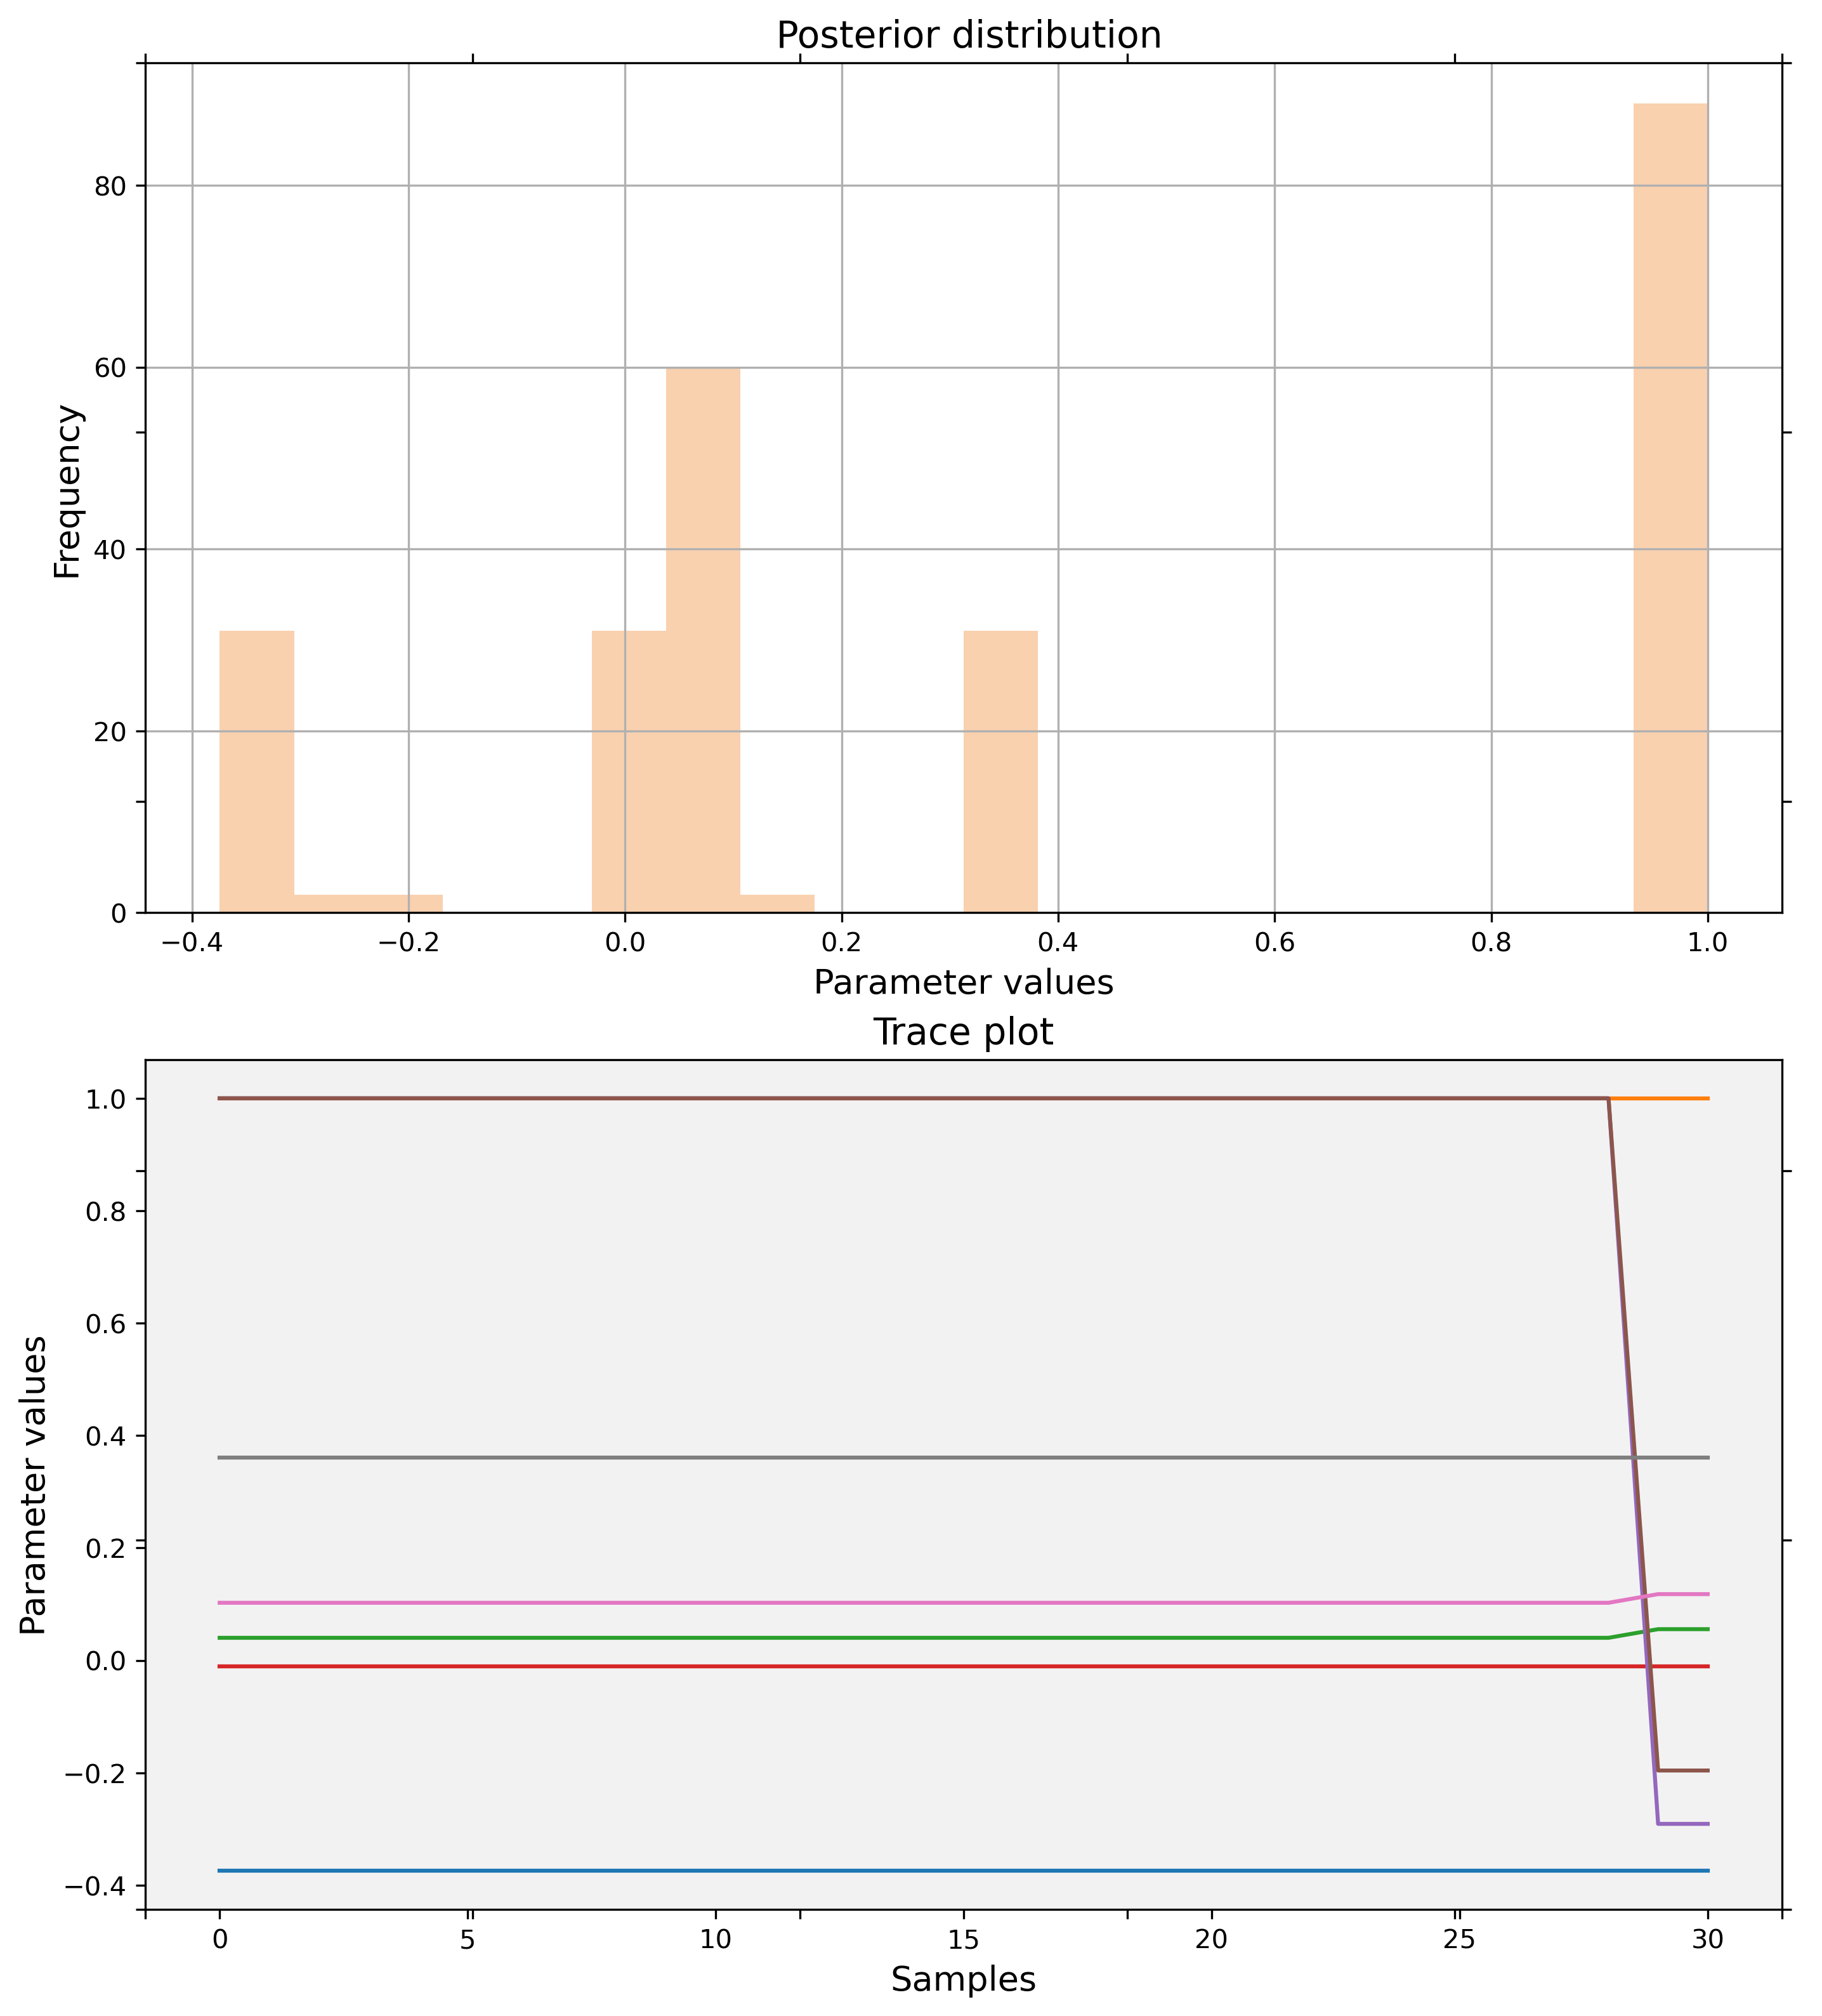 Posterior distribution
Frequency
80
60
40
20
0
−0.4 −0.2 0.0 0.2 0.4 0.6 0.8 1.0
Parameter values
Trace plot
Parameter values
1.0
0.8
0.6
0.4
0.2
0.0
−0.2
−0.4
0 5 10 15 20 25 30
Samples